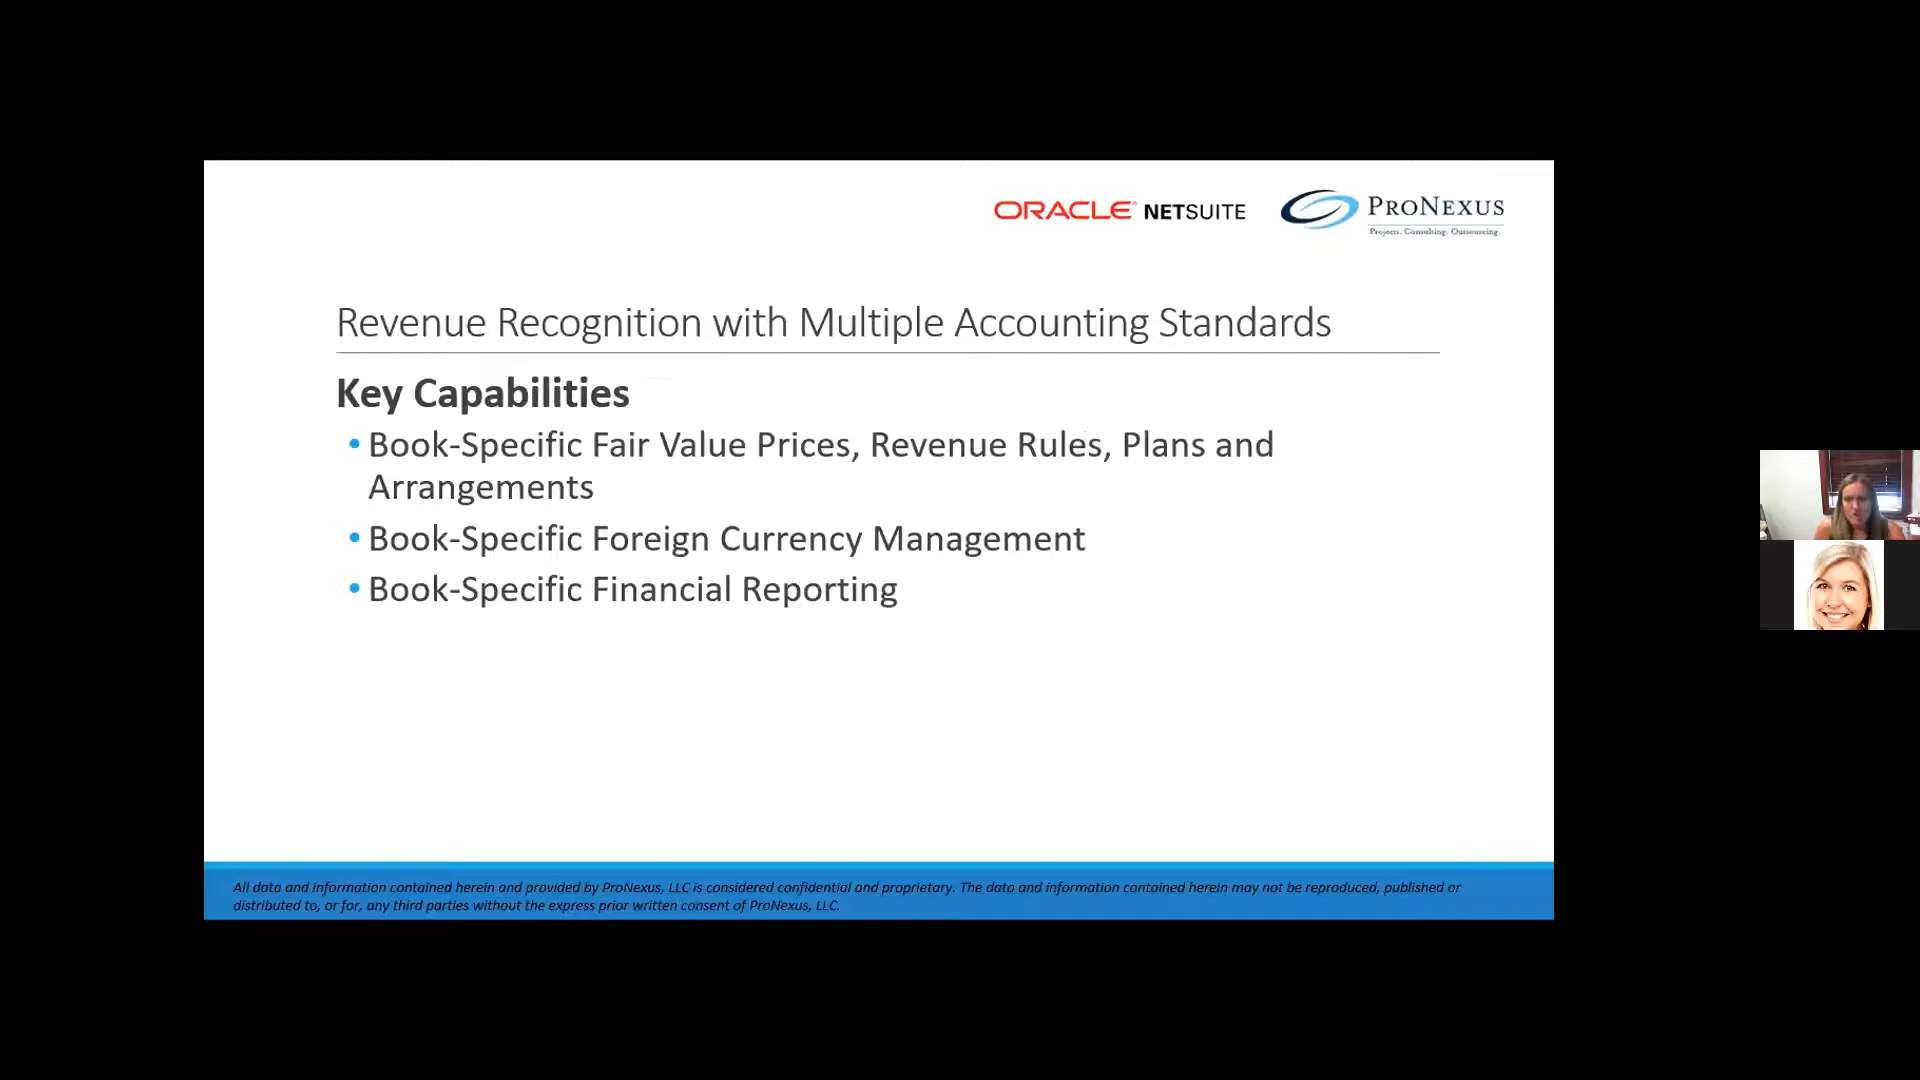 ORACLE NETSUITE
PRONEXUS
Projects. Consulting. Outsourcing.
Revenue Recognition with Multiple Accounting Standards
Key Capabilities
• Book-Specific Fair Value Prices, Revenue Rules, Plans and
Arrangements
• Book-Specific Foreign Currency Management
• Book-Specific Financial Reporting
All data and information contained herein and provided by ProNexus, LLC is considered confidential and proprietary. The data and information contained herein may not be reproduced, published or
distributed to, or for, any third parties without the express prior written consent of ProNexus, LLC.